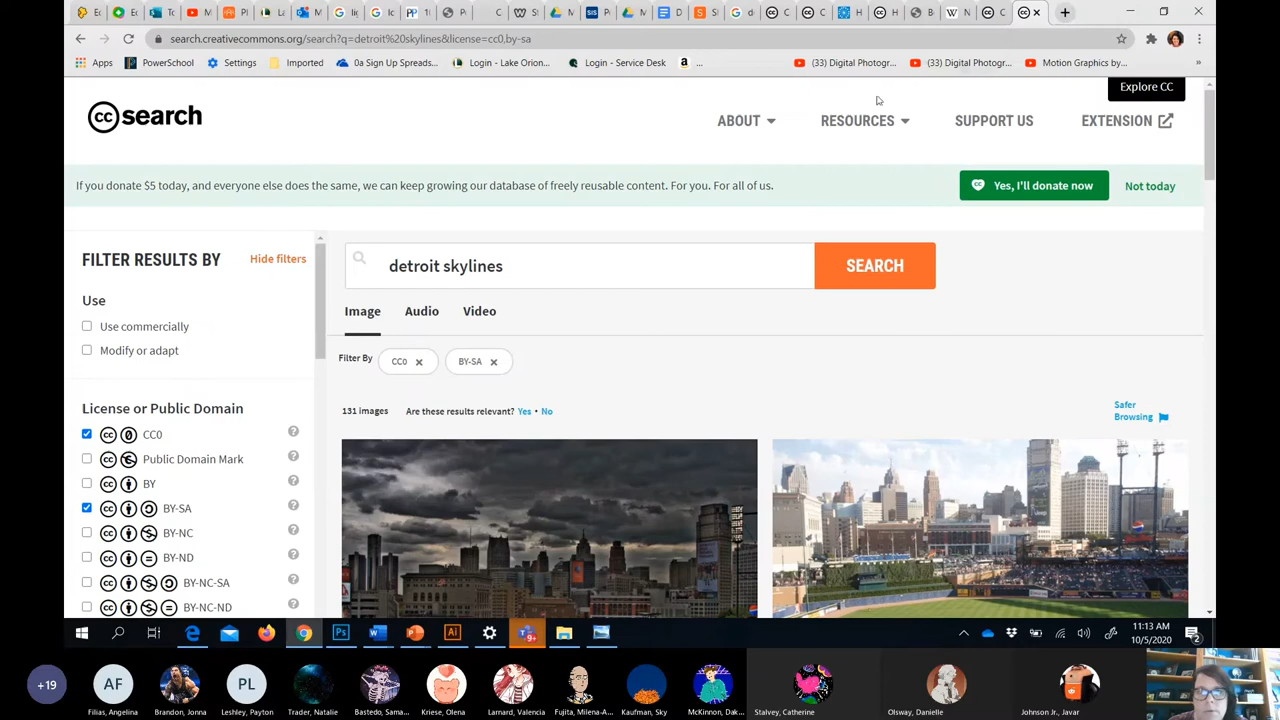 search.creativecommons.org/search?q=detroit%20skylines&license=cc0,by-sa
Apps
PowerSchool
Settings
Imported
0a Sign Up Spreads...
Login - Lake Orion...
Login - Service Desk
a ...
(33) Digital Photogr...
(33) Digital Photogr...
Motion Graphics by...
Explore CC
cc search
ABOUT
RESOURCES
SUPPORT US
EXTENSION
If you donate $5 today, and everyone else does the same, we can keep growing our database of freely reusable content. For you. For all of us.
Yes, I'll donate now
Not today
FILTER RESULTS BY
Hide filters
detroit skylines
SEARCH
Use
Use commercially
Modify or adapt
Image
Audio
Video
Filter By
CC0
BY-SA
License or Public Domain
131 images
Are these results relevant? Yes • No
Safer
Browsing
CC0
Public Domain Mark
BY
BY-SA
BY-NC
BY-ND
BY-NC-SA
BY-NC-ND
11:13 AM
10/5/2020
+19
AF
PL
Filias, Angelina
Brandon, Jonna
Leshley, Payton
Trader, Natalie
Bastedo, Sama...
Kriese, Olena
Larnard, Valencia
Fujita, Milena-A...
Kaufman, Sky
McKinnon, Dak...
Stalvey, Catherine
Olsway, Danielle
Johnson Jr., Javar